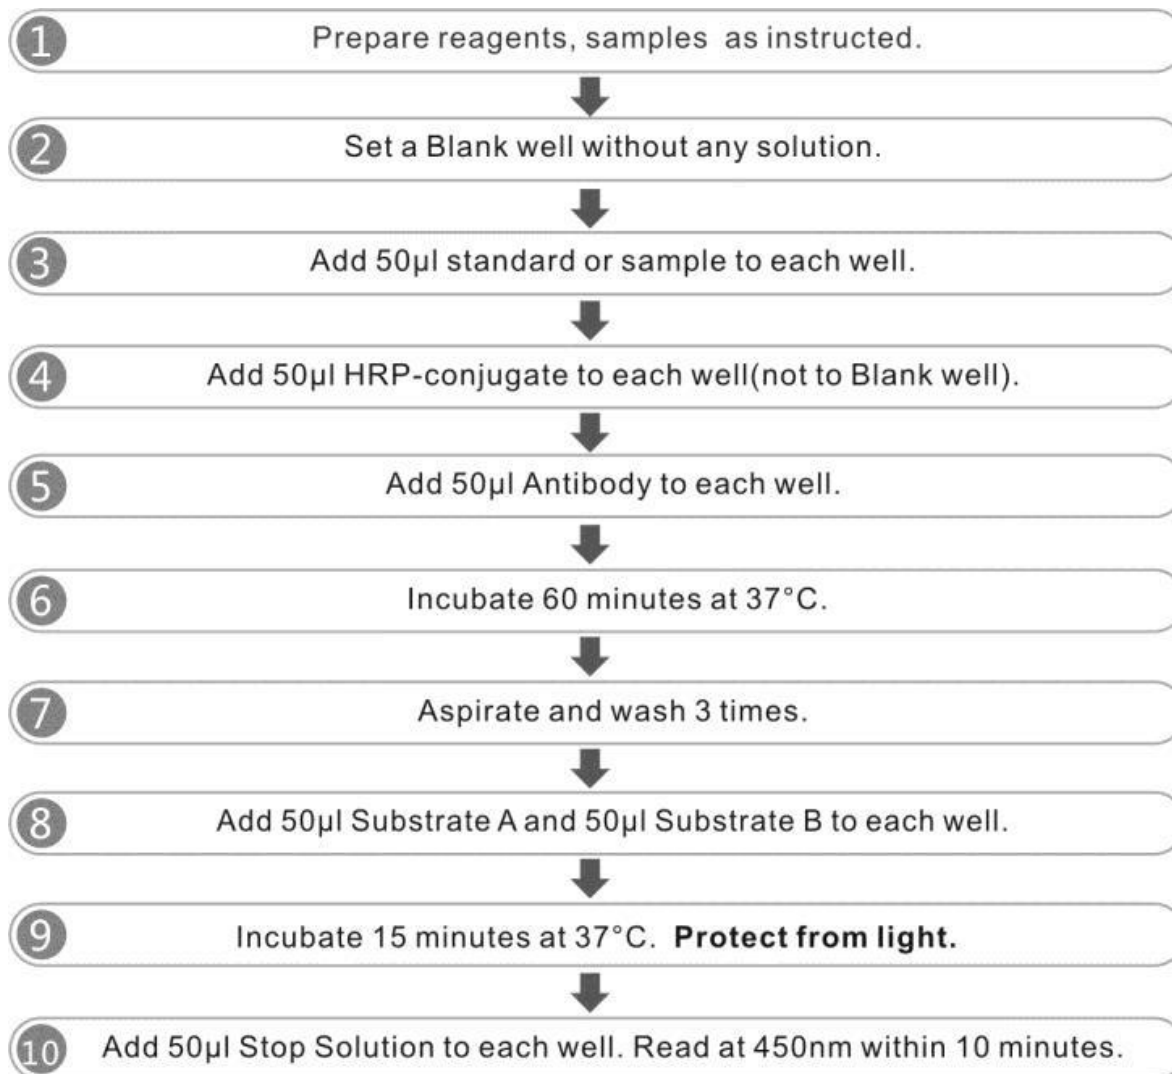 1 Prepare reagents, samples as instructed.
2 Set a Blank well without any solution.
3 Add 50μl standard or sample to each well.
4 Add 50μl HRP-conjugate to each well(not to Blank well).
5 Add 50μl Antibody to each well.
6 Incubate 60 minutes at 37°C.
7 Aspirate and wash 3 times.
8 Add 50μl Substrate A and 50μl Substrate B to each well.
9 Incubate 15 minutes at 37°C. Protect from light.
10 Add 50μl Stop Solution to each well. Read at 450nm within 10 minutes.